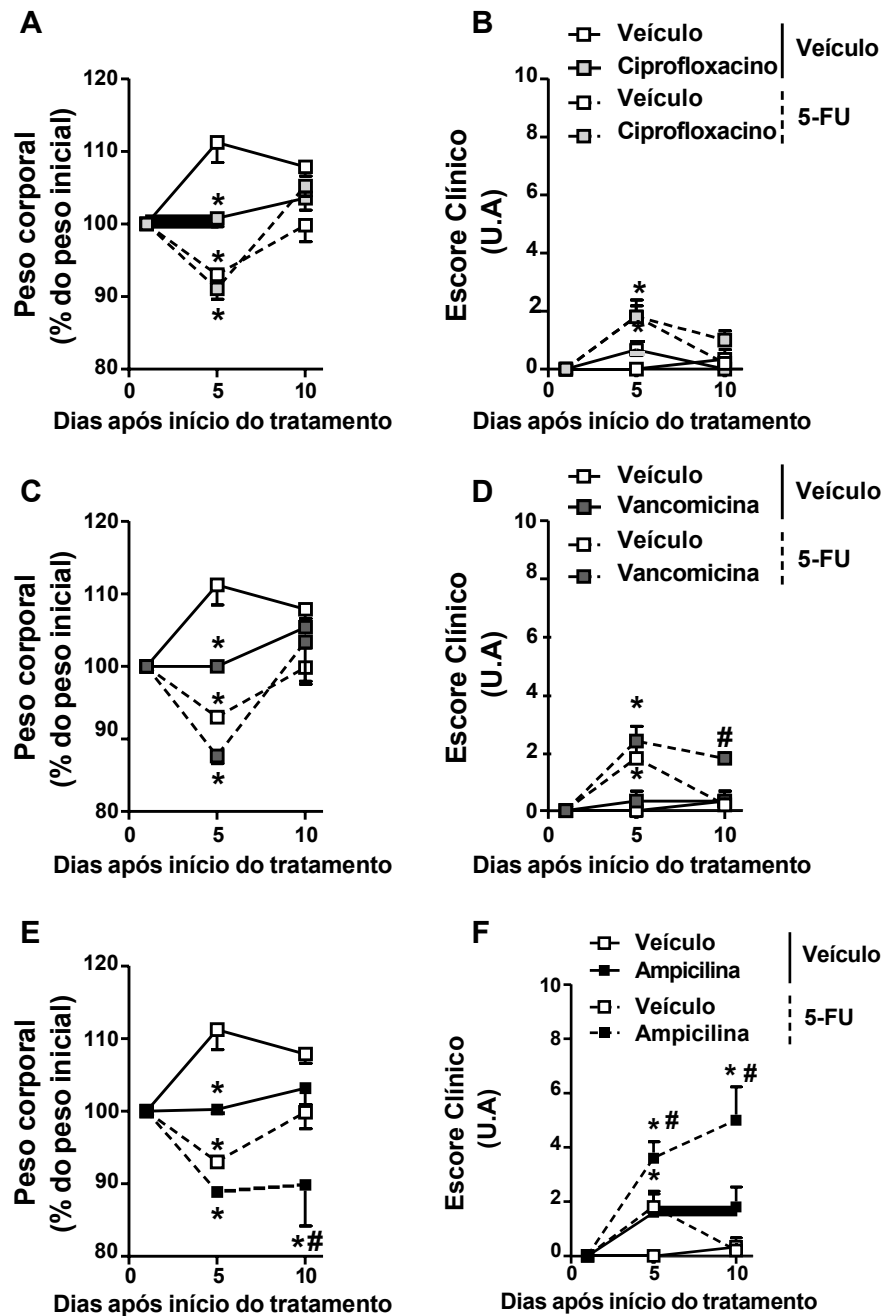 A
Peso corporal
(% do peso inicial)
120
110
100
90
80
*
*
*
0
5
10
Dias após início do tratamento
B
Veículo
Ciprofloxacino
Veículo
Veículo
Ciprofloxacino
5-FU
Escore Clínico
(U.A)
10
8
6
4
2
0
*
*
0
5
10
Dias após início do tratamento
C
Peso corporal
(% do peso inicial)
120
110
100
90
80
*
*
*
0
5
10
Dias após início do tratamento
D
Veículo
Vancomicina
Veículo
Veículo
Vancomicina
5-FU
Escore Clínico
(U.A)
10
8
6
4
2
0
*
*
#
0
5
10
Dias após início do tratamento
E
Peso corporal
(% do peso inicial)
120
110
100
90
80
*
*
*
*#
0
5
10
Dias após início do tratamento
F
Veículo
Ampicilina
Veículo
Veículo
Ampicilina
5-FU
Escore Clínico
(U.A)
10
8
6
4
2
0
* #
*
* #
0
5
10
Dias após início do tratamento